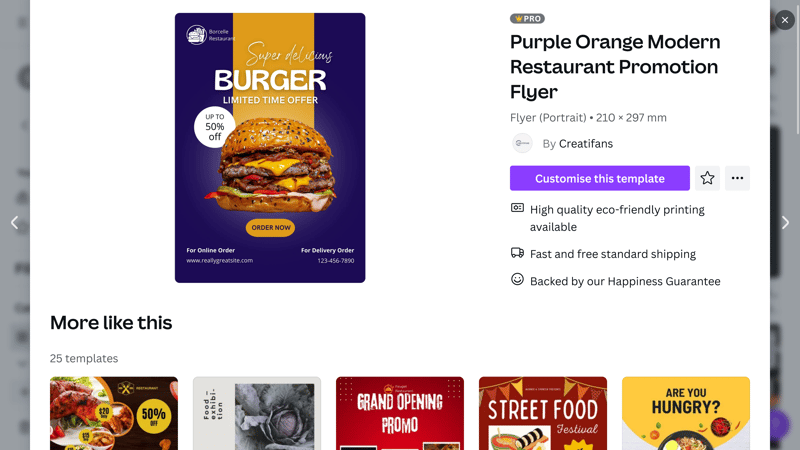 Borcelle
Restaurant
Super delicious
BURGER
LIMITED TIME OFFER
UP TO
50%
off
ORDER NOW
For Online Order
www.reallygreatsite.com
For Delivery Order
123-456-7890
PRO
Purple Orange Modern
Restaurant Promotion
Flyer
Flyer (Portrait) • 210 × 297 mm
By Creatifans
Customise this template
High quality eco-friendly printing
available
Fast and free standard shipping
Backed by our Happiness Guarantee
More like this
25 templates
RESTAURANT
$20
50%
OFF
Food –
exhibi-
tion
Restaurant
GRAND OPENING
PROMO
STREET FOOD
Festival
ARE YOU
HUNGRY?